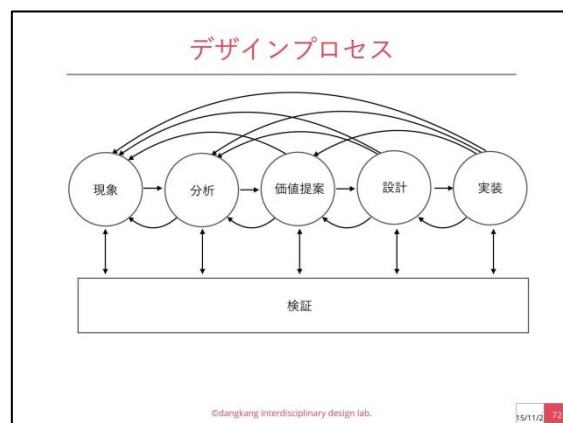 デザインプロセス
現象
分析
価値提案
設計
実装
検証
©dangkang interdisciplinary design lab.
15/11/2
72